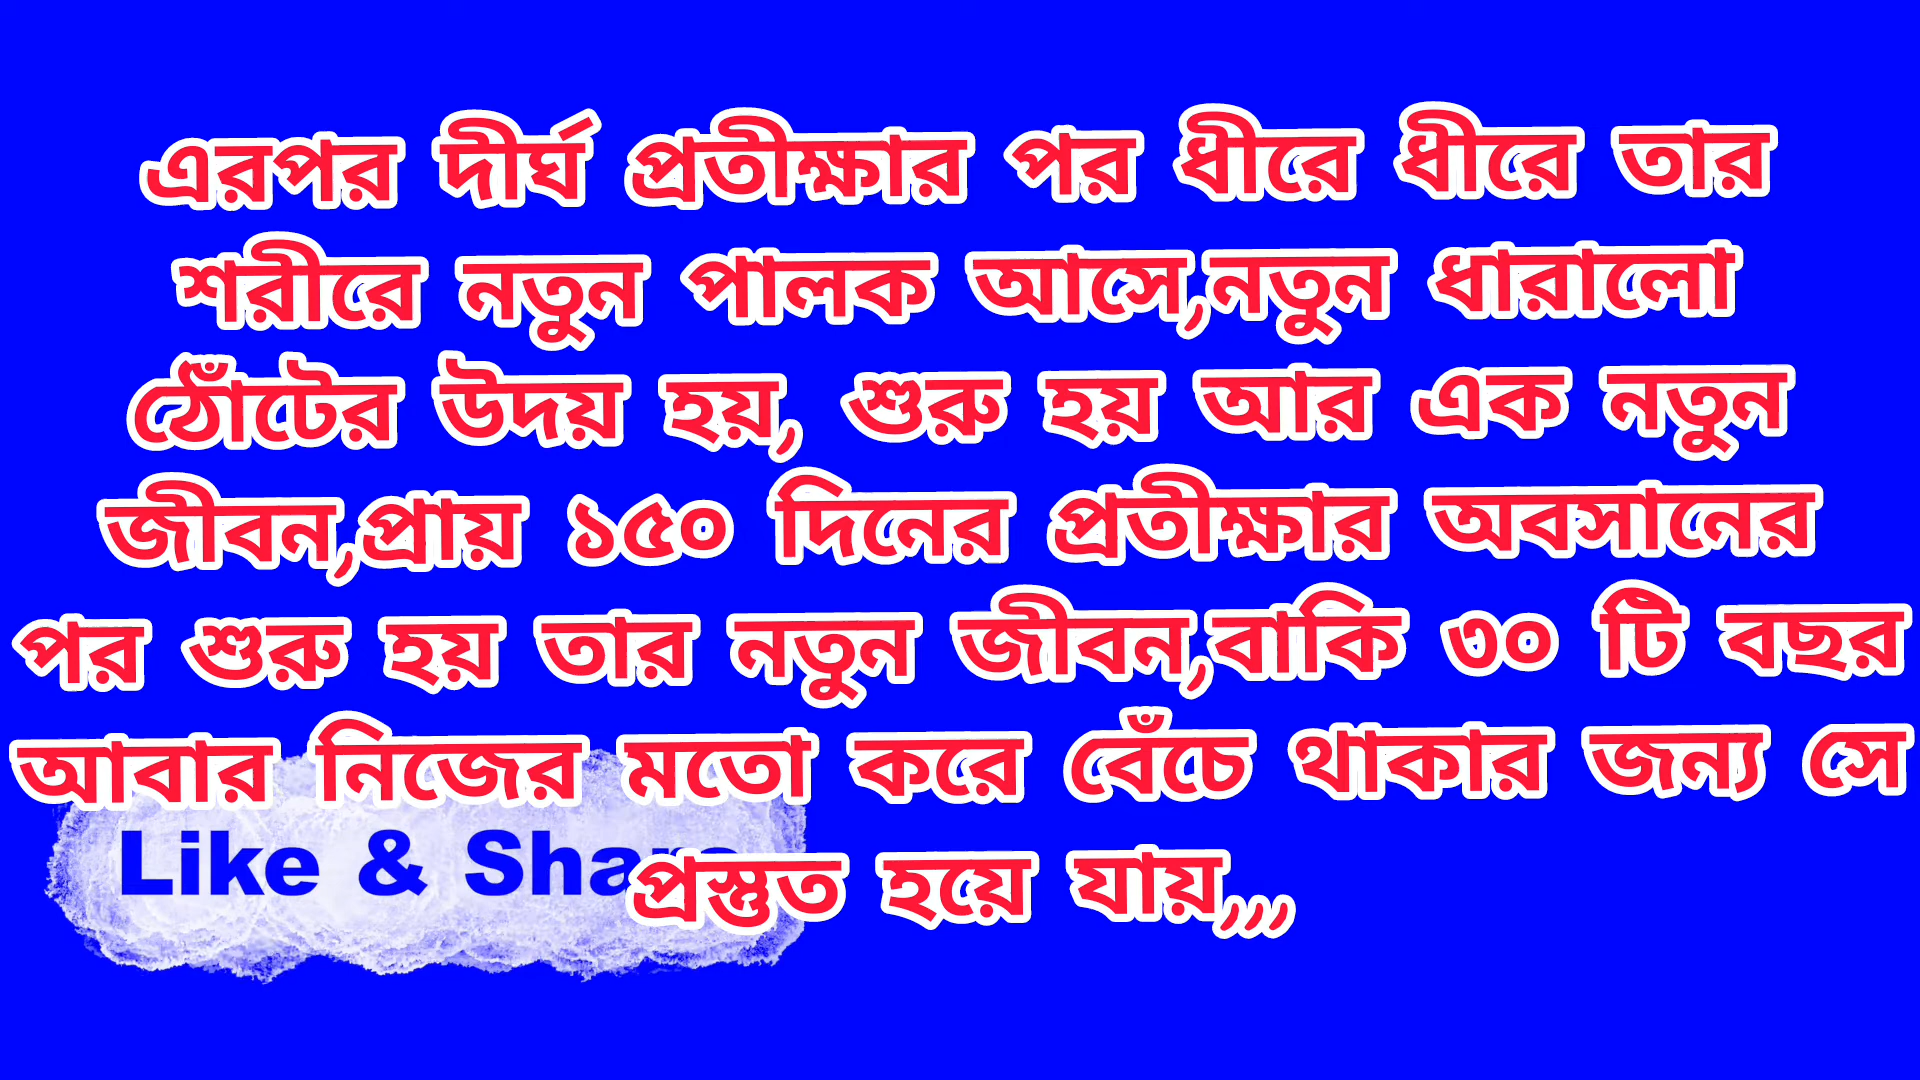 এরপর দীর্ঘ প্রতীক্ষার পর ধীরে ধীরে তার
শরীরে নতুন পালক আসে,নতুন ধারালো
ঠোঁটের উদয় হয়, শুরু হয় আর এক নতুন
জীবন,প্রায় ১৫০ দিনের প্রতীক্ষার অবসানের
পর শুরু হয় তার নতুন জীবন,বাকি ৩০ টি বছর
আবার নিজের মতো করে বেঁচে থাকার জন্য সে
প্রস্তুত হয়ে যায়,,,
Like & Share